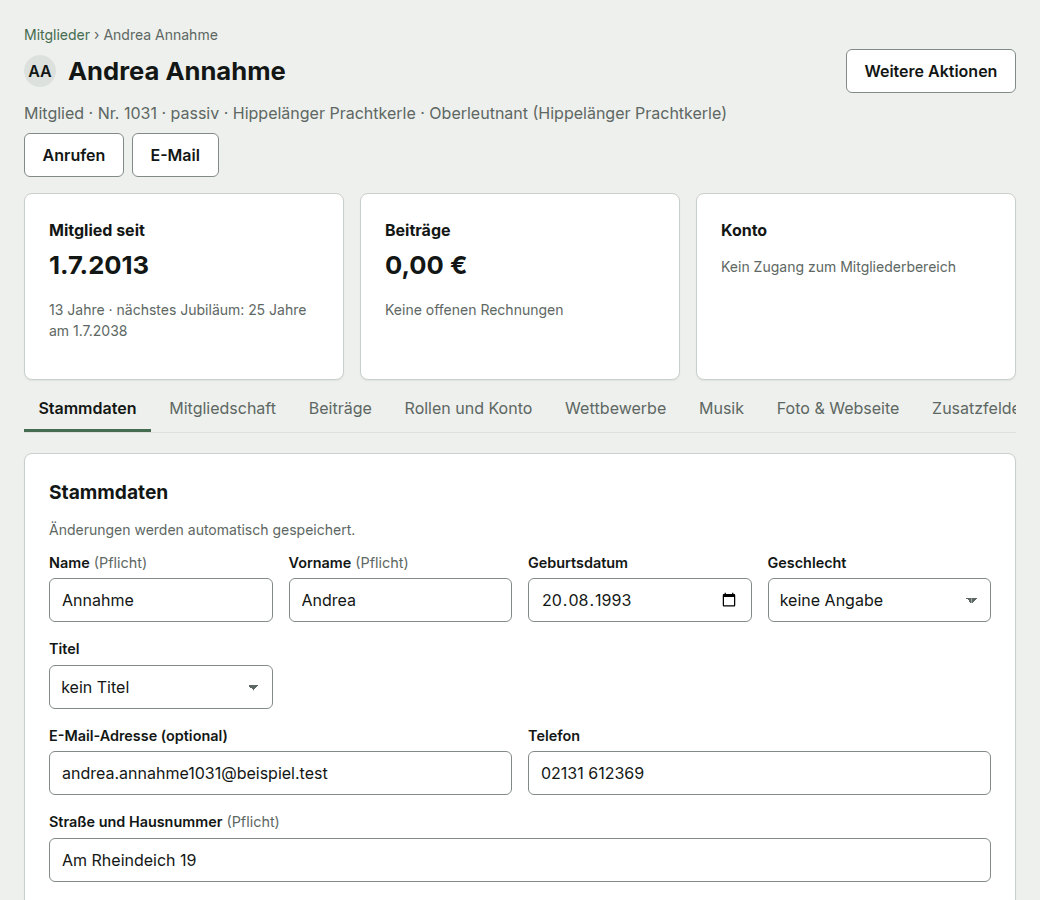 Mitglieder › Andrea Annahme
AA Andrea Annahme
Weitere Aktionen
Mitglied · Nr. 1031 · passiv · Hippelänger Prachtkerle · Oberleutnant (Hippelänger Prachtkerle)
Anrufen E-Mail
Mitglied seit
1.7.2013
13 Jahre · nächstes Jubiläum: 25 Jahre
am 1.7.2038
Beiträge
0,00 €
Keine offenen Rechnungen
Konto
Kein Zugang zum Mitgliederbereich
Stammdaten Mitgliedschaft Beiträge Rollen und Konto Wettbewerbe Musik Foto & Webseite Zusatzfelde
Stammdaten
Änderungen werden automatisch gespeichert.
Name (Pflicht) Vorname (Pflicht) Geburtsdatum Geschlecht
Annahme Andrea 20.08.1993 keine Angabe
Titel
kein Titel
E-Mail-Adresse (optional) Telefon
andrea.annahme1031@beispiel.test 02131 612369
Straße und Hausnummer (Pflicht)
Am Rheindeich 19